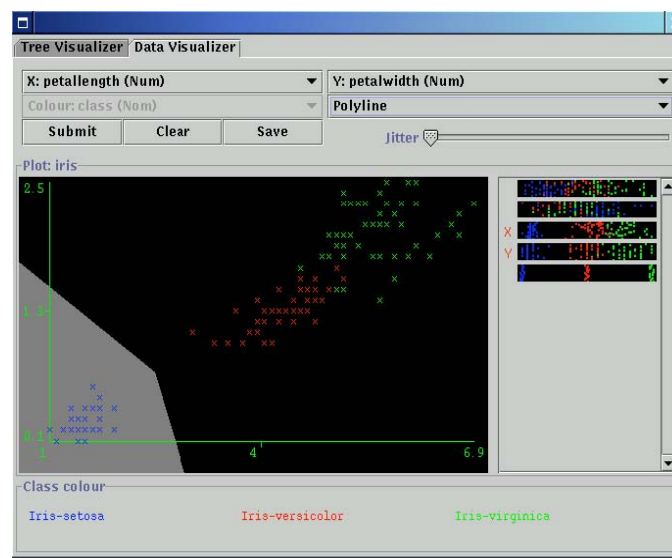 Tree Visualizer Data Visualizer
X: petallength (Num) Y: petalwidth (Num)
Colour: class (Nom) Polyline
Submit Clear Save Jitter
Plot: iris
2.5
1.3
0.1
1 4 6.9
X
Y
Class colour
Iris-setosa Iris-versicolor Iris-virginica